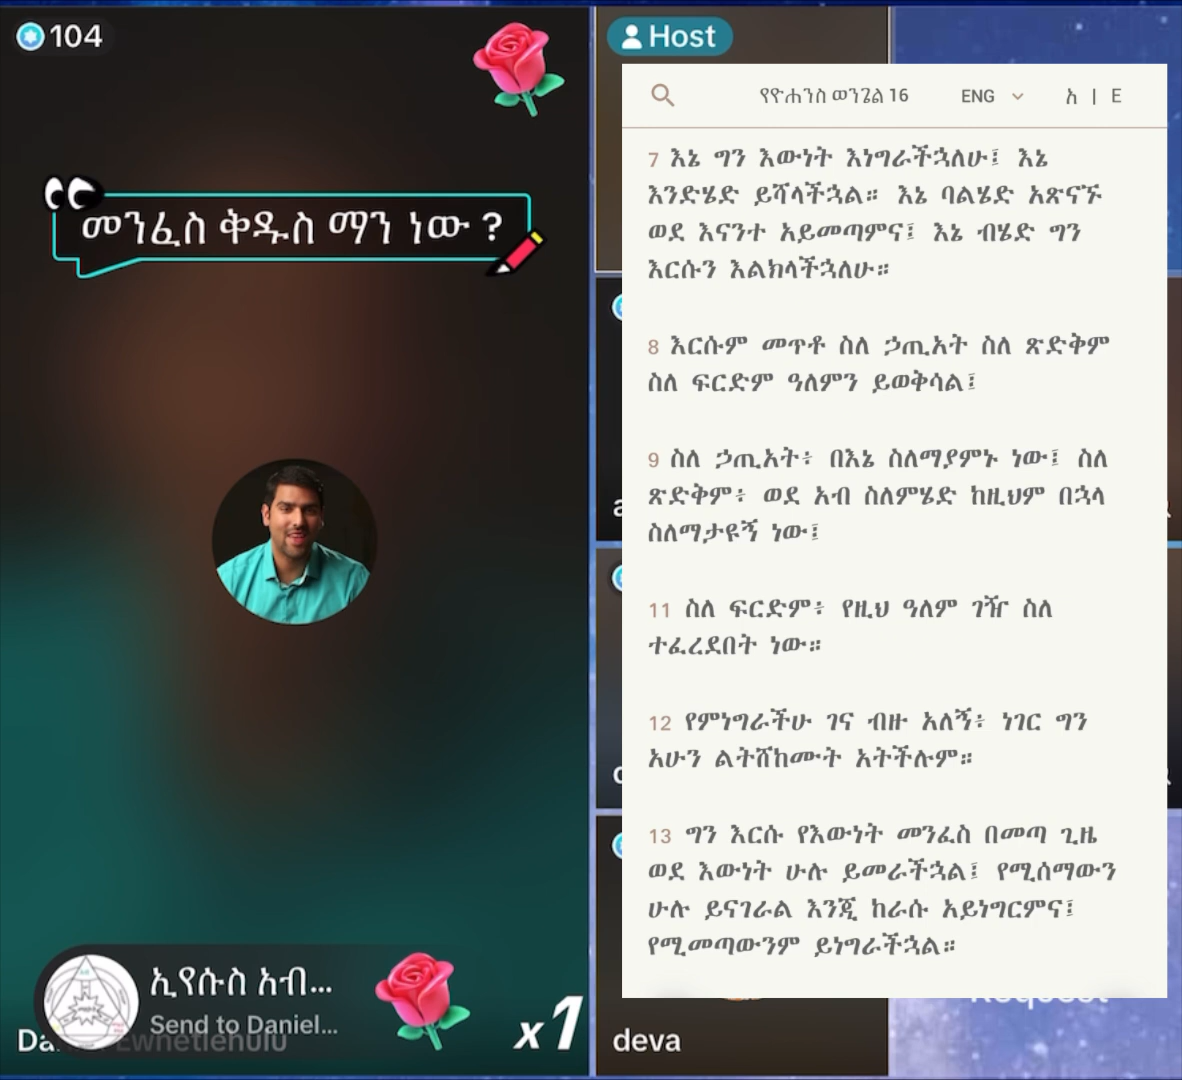 104
መንፈስ ቅዱስ ማን ነው ?
ኢየሱስ አብ...
Send to Daniel...
x1
Host
የዮሐንስ ወንጌል 16
ENG
አ | E
7 እኔ ግን እውነት እነግራችኋለሁ፤ እኔ
እንድሄድ ይሻላችኋል። እኔ ባልሄድ አጽናኙ
ወደ እናንተ አይመጣምና፤ እኔ ብሄድ ግን
እርሱን እልክላችኋለሁ።
8 እርሱም መጥቶ ስለ ኃጢአት ስለ ጽድቅም
ስለ ፍርድም ዓለምን ይወቅሳል፤
9 ስለ ኃጢአት፥ በእኔ ስለማያምኑ ነው፤ ስለ
ጽድቅም፥ ወደ አብ ስለምሄድ ከዚህም በኋላ
ስለማታዩኝ ነው፤
11 ስለ ፍርድም፥ የዚህ ዓለም ገዥ ስለ
ተፈረደበት ነው።
12 የምነግራችሁ ገና ብዙ አለኝ፥ ነገር ግን
አሁን ልትሸከሙት አትችሉም።
13 ግን እርሱ የእውነት መንፈስ በመጣ ጊዜ
ወደ እውነት ሁሉ ይመራችኋል፤ የሚሰማውን
ሁሉ ይናገራል እንጂ ከራሱ አይነግርምና፤
የሚመጣውንም ይነግራችኋል።
deva